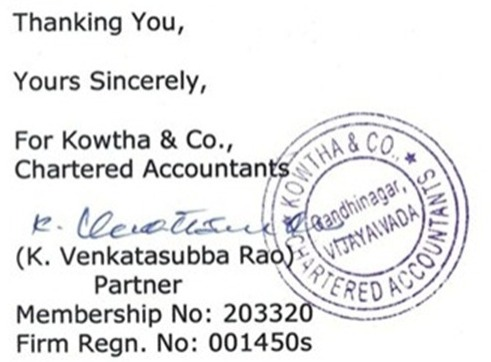 Thanking You,
Yours Sincerely,
For Kowtha & Co.,
Chartered Accountants
K.
(K. Venkatasubba Rao)
Partner
Membership No: 203320
Firm Regn. No: 001450s
★ KOWTHA & CO., ★
CHARTERED ACCOUNTANTS
Gandhinagar,
VIJAYAWADA